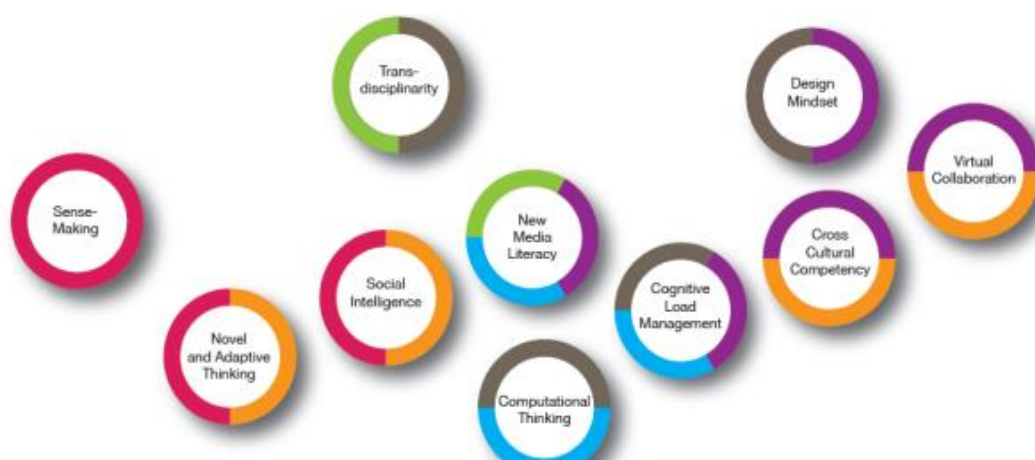 Trans-
disciplinarity
Design
Mindset
Virtual
Collaboration
Sense-
Making
New
Media
Literacy
Cross
Cultural
Competency
Social
Intelligence
Cognitive
Load
Management
Novel
and Adaptive
Thinking
Computational
Thinking